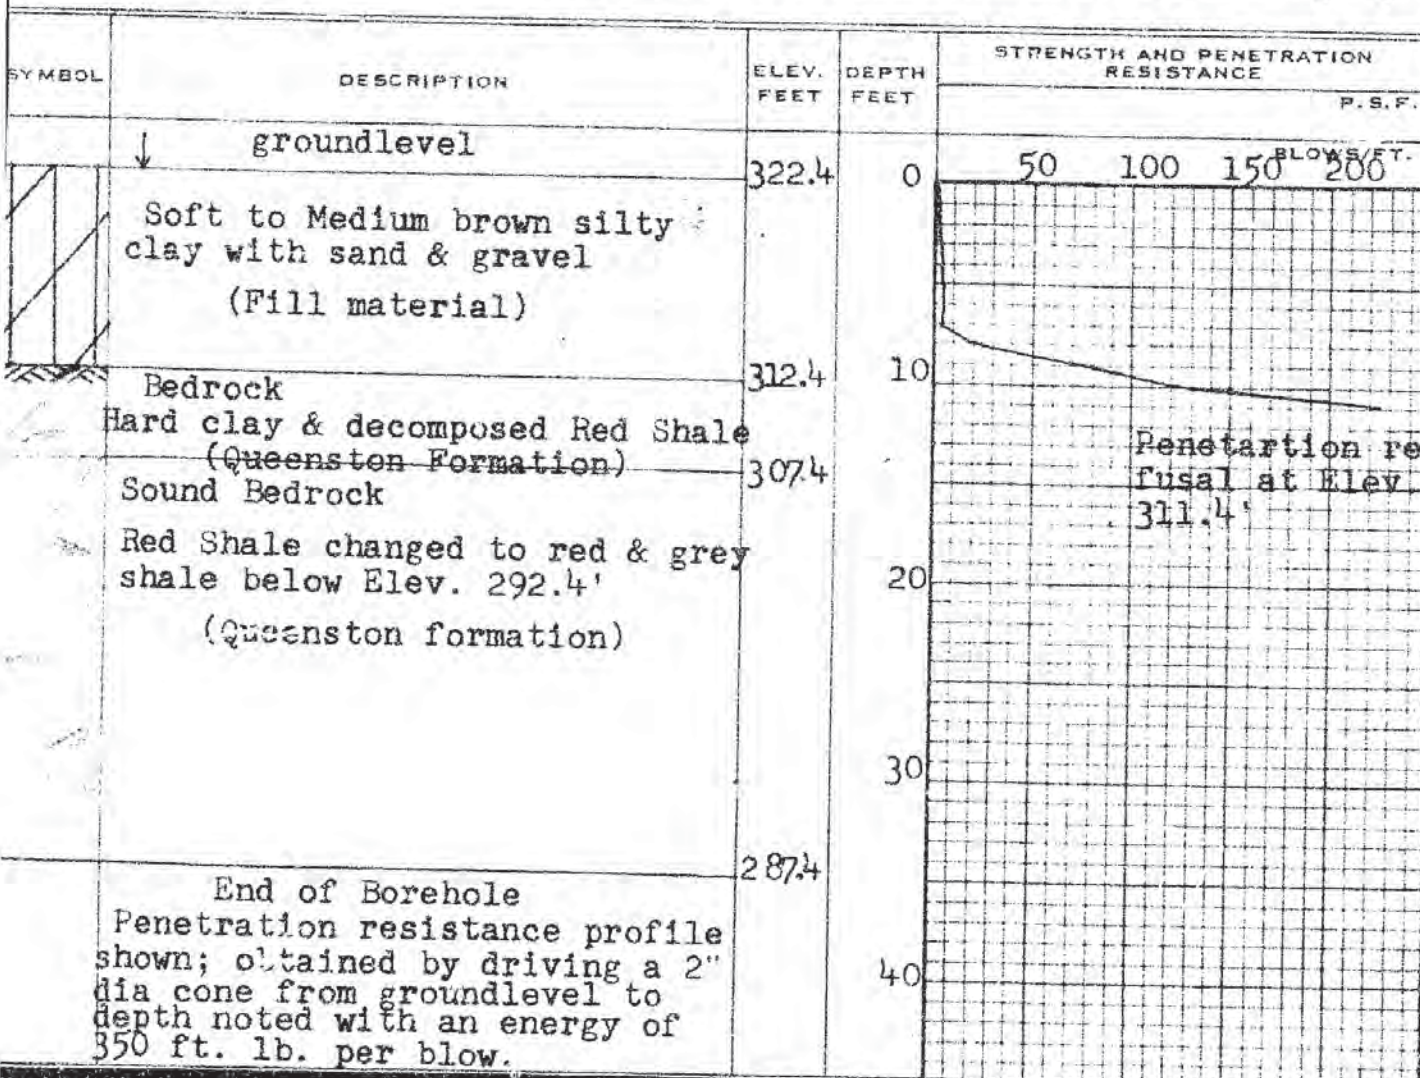 SYMBOL DESCRIPTION ELEV. FEET DEPTH FEET STRENGTH AND PENETRATION RESISTANCE
P.S.F.
BLOWS/FT.
groundlevel 322.4 0 50 100 150 200
Soft to Medium brown silty
clay with sand & gravel
(Fill material)
312.4 10
Bedrock
Hard clay & decomposed Red Shale
(Queenston Formation) 307.4
Penetartion re
fusal at Elev.
311.4'
Sound Bedrock
Red Shale changed to red & grey
shale below Elev. 292.4'
20
(Queenston formation)
30
287.4
End of Borehole
Penetration resistance profile
shown; obtained by driving a 2"
dia cone from groundlevel to
40
depth noted with an energy of
350 ft. lb. per blow.